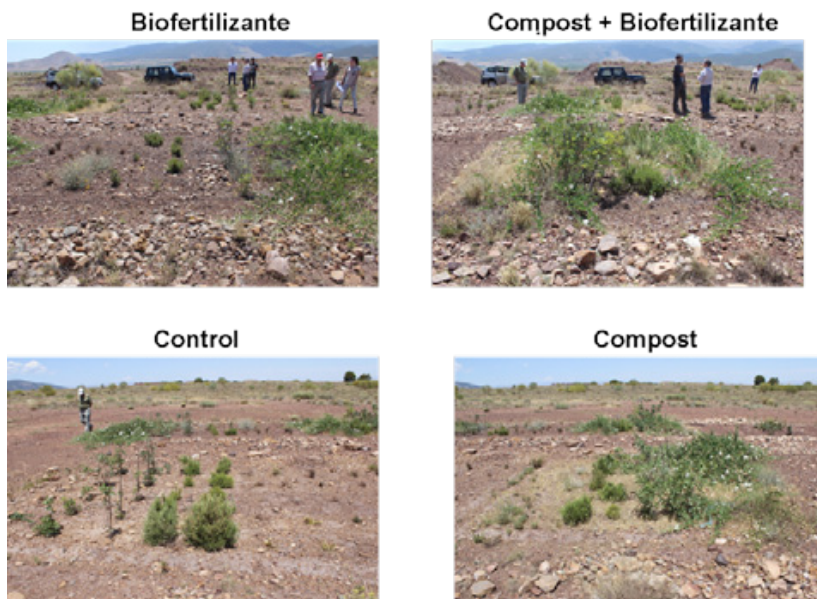 Biofertilizante
Compost + Biofertilizante
Control
Compost